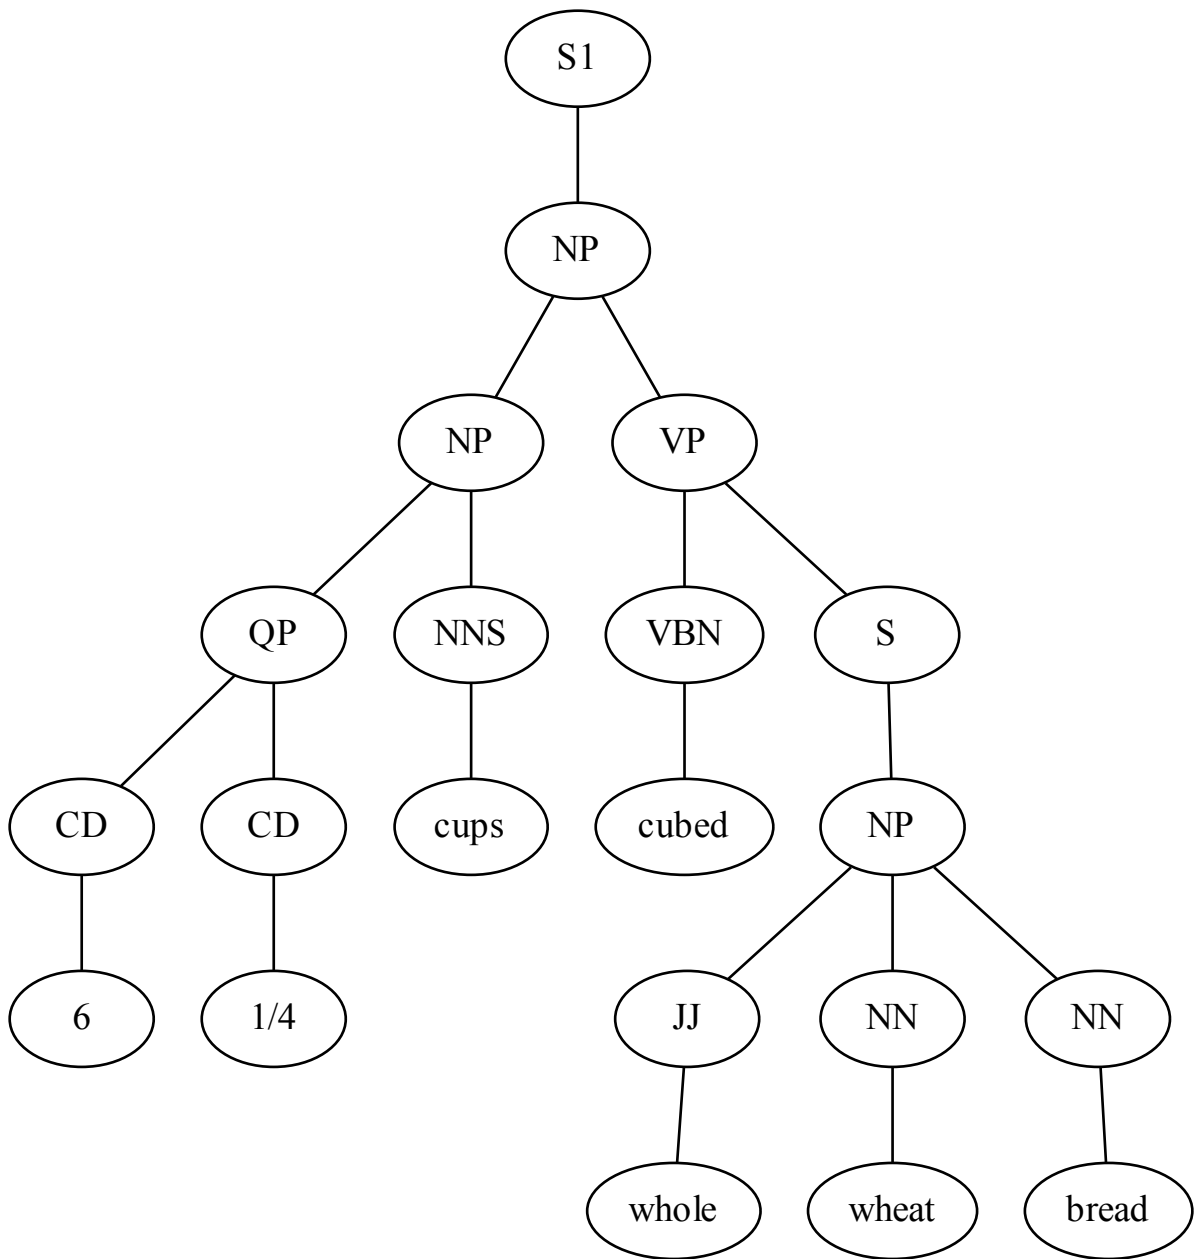 S1
NP
NP VP
QP NNS VBN S
CD CD cups cubed NP
6 1/4 JJ NN NN
whole wheat bread